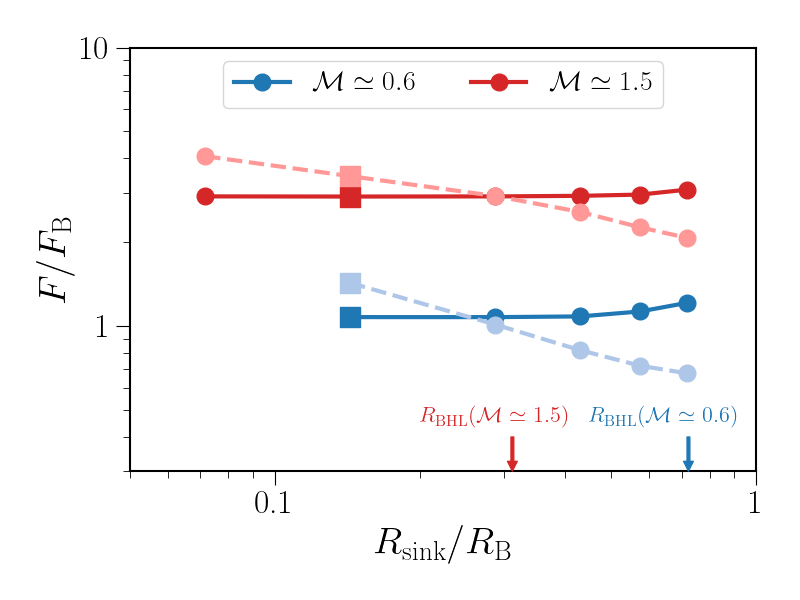 10
ℳ ≃ 0.6
ℳ ≃ 1.5
F/F_B
1
R_BHL(ℳ ≃ 1.5)
R_BHL(ℳ ≃ 0.6)
0.1
1
R_sink/R_B